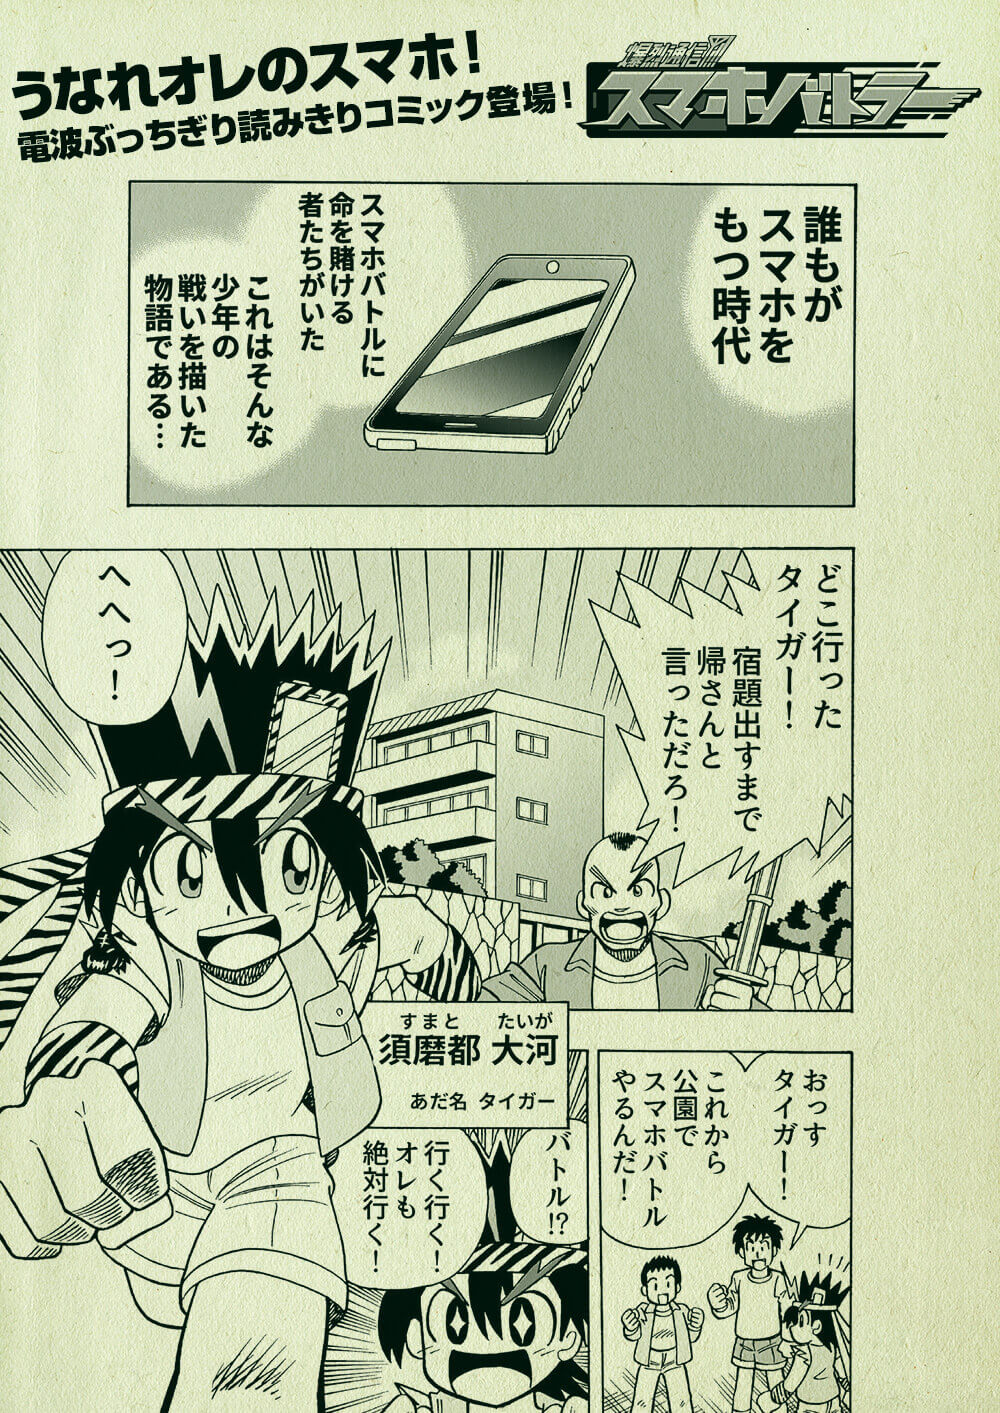 うなれオレのスマホ！
電波ぶっちぎり読みきりコミック登場！
爆烈通信
スマホバトラー
誰もが
スマホを
もつ時代
スマホバトルに
命を賭ける
者たちがいた
これはそんな
少年の
戦いを描いた
物語である…
どこ行った
タイガー！
宿題出すまで
帰さんと
言っただろ！
へへっ！
すまと たいが
須磨都 大河
あだ名 タイガー
おっす
タイガー！
これから
公園で
スマホバトル
やるんだ！
バトル!?
行く行く！
オレも
絶対行く！